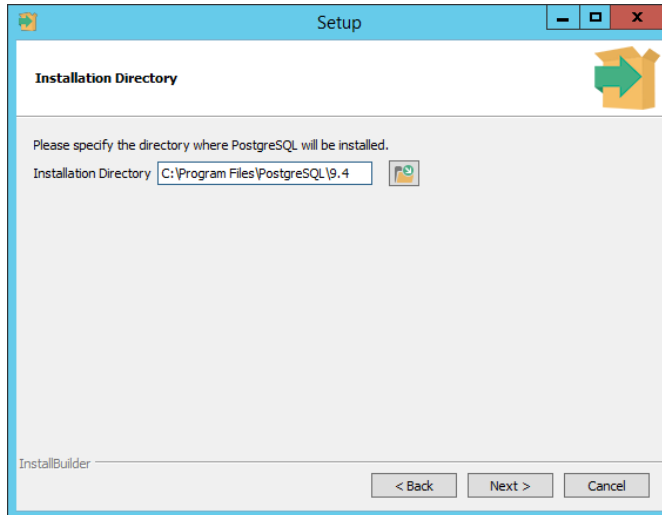 Setup
Installation Directory
Please specify the directory where PostgreSQL will be installed.
Installation Directory C:\Program Files\PostgreSQL\9.4
InstallBuilder
< Back Next > Cancel